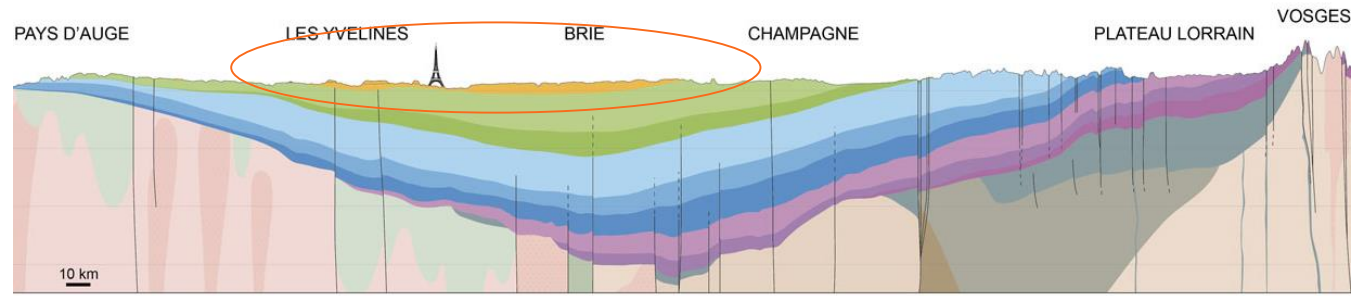 PAYS D'AUGE
LES YVELINES
BRIE
CHAMPAGNE
PLATEAU LORRAIN
VOSGES
10 km